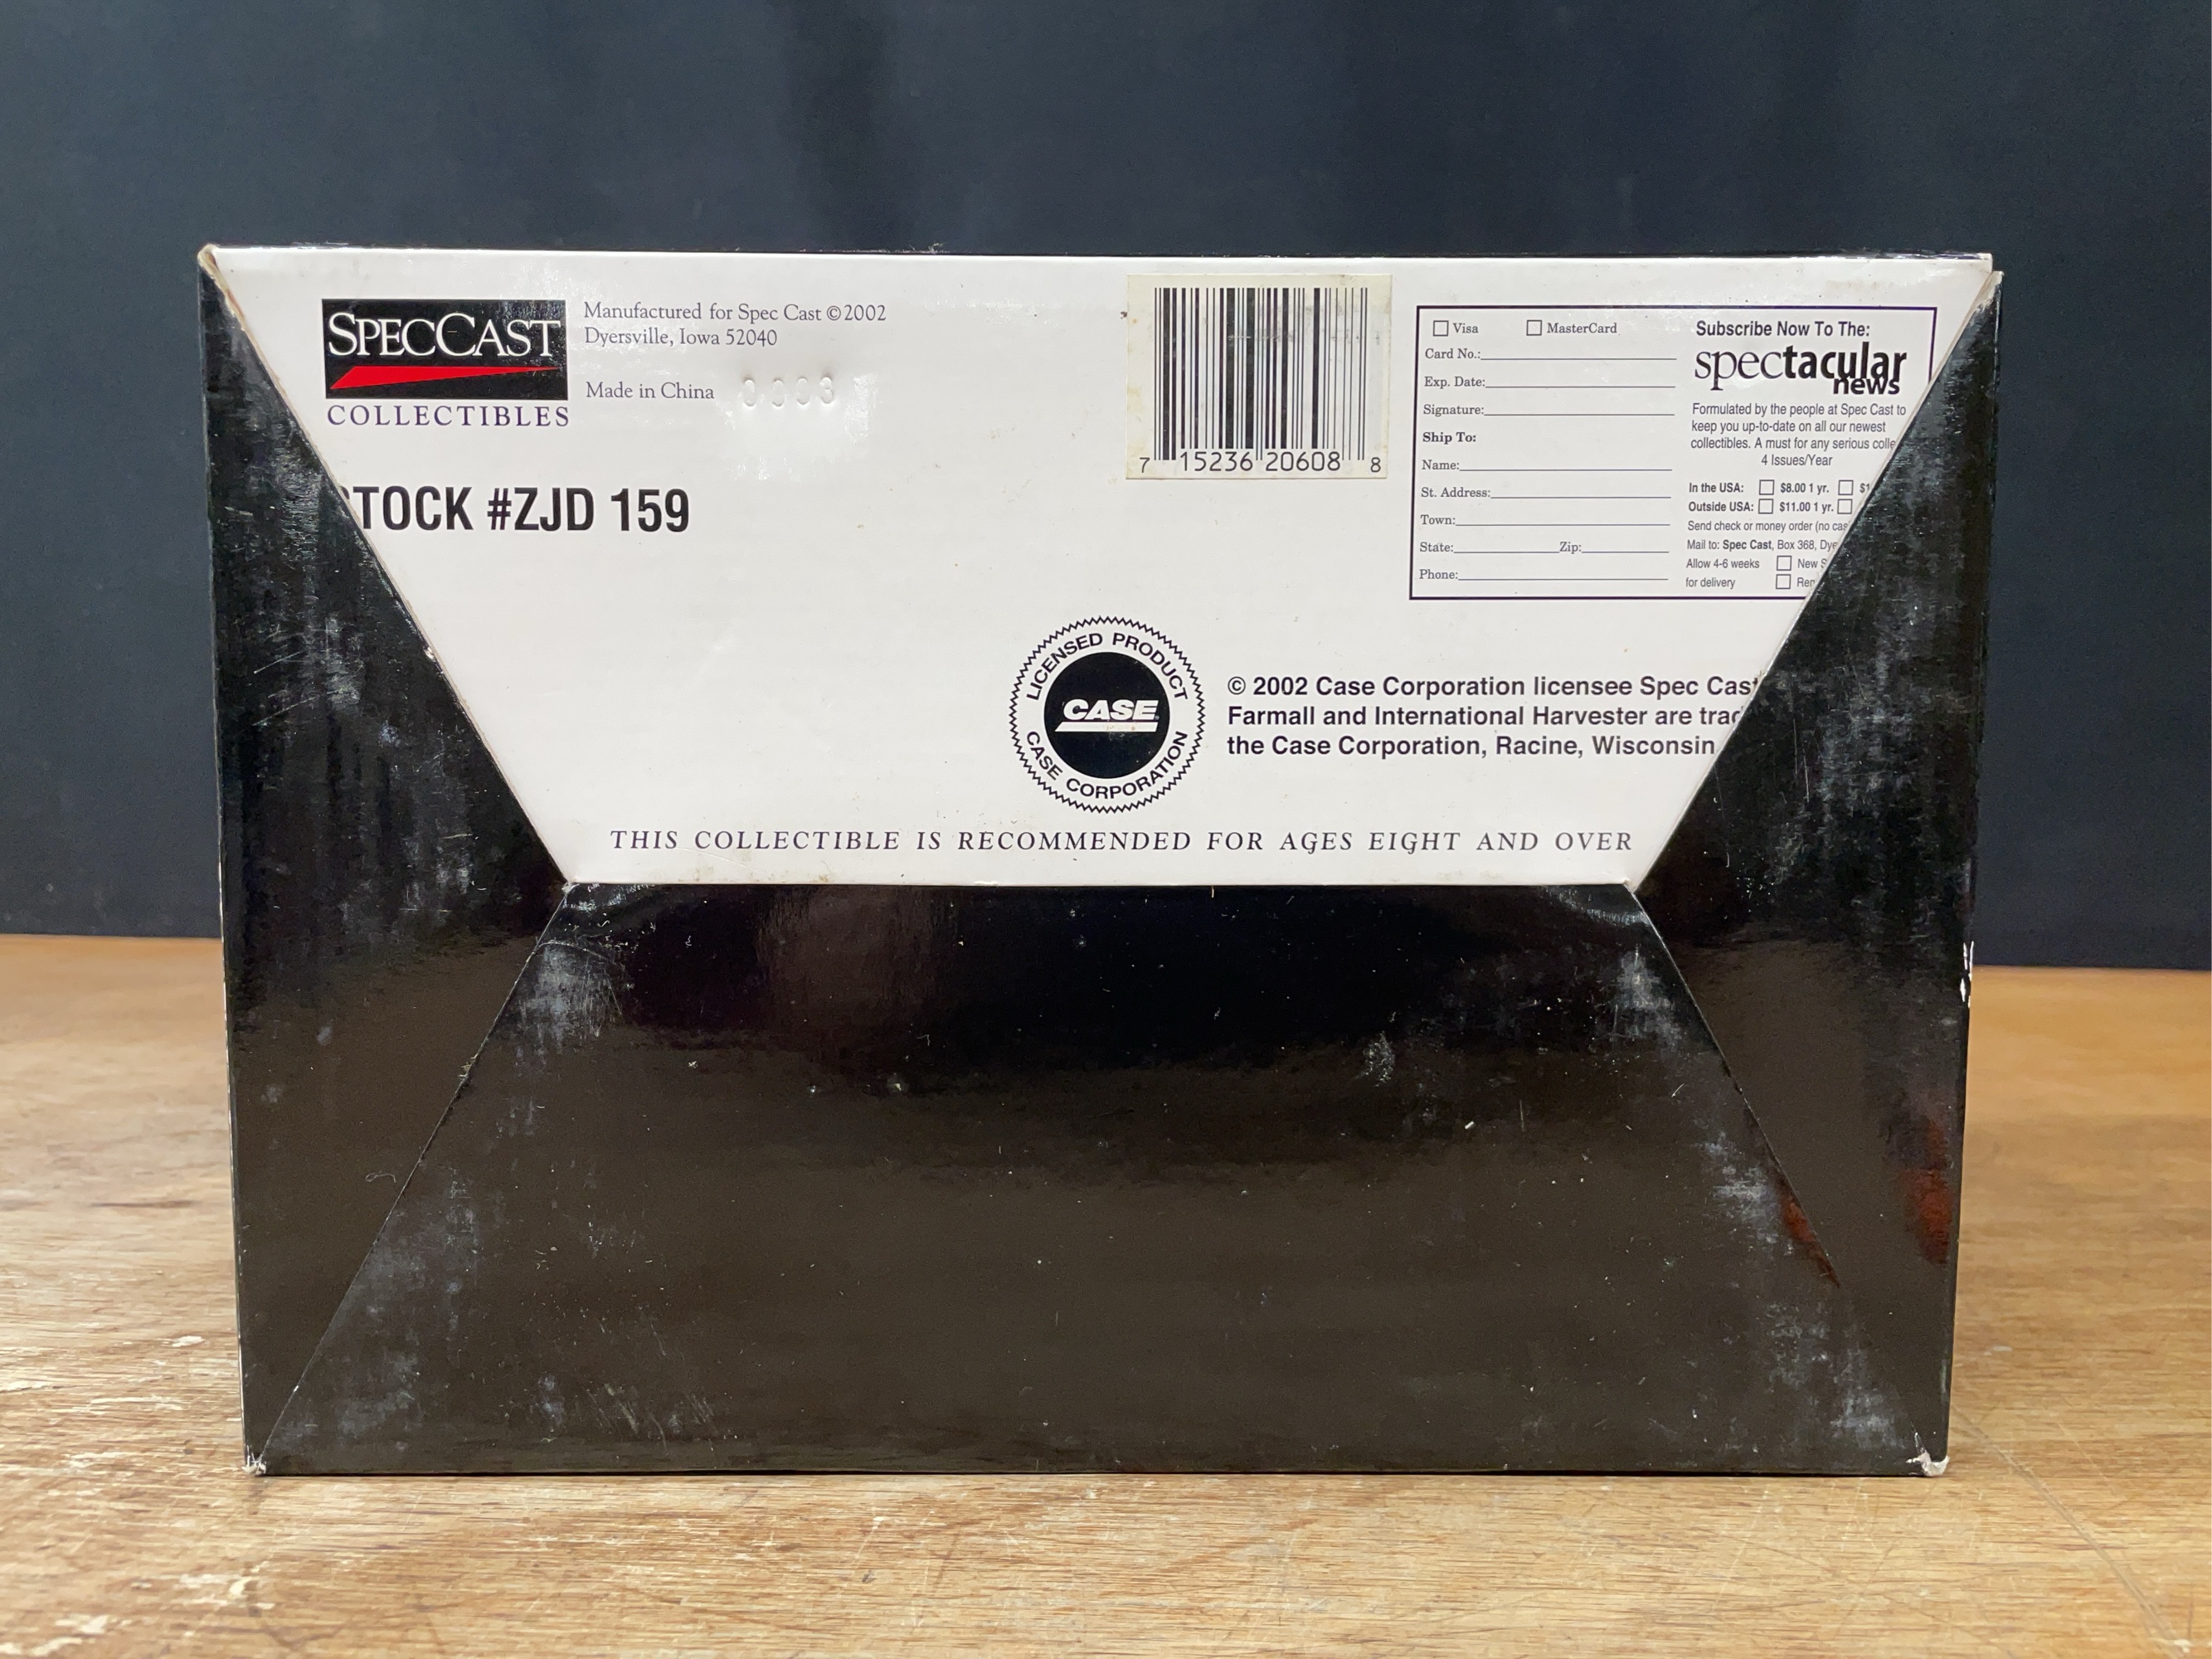 SPECCAST
COLLECTIBLES
Manufactured for Spec Cast ©2002
Dyersville, Iowa 52040
Made in China
STOCK #ZJD 159
7 15236 20608 8
Visa MasterCard
Card No.:
Exp. Date:
Signature:
Ship To:
Name:
St. Address:
Town:
State: Zip:
Phone:
Subscribe Now To The:
spectacular
news
Formulated by the people at Spec Cast to
keep you up-to-date on all our newest
collectibles. A must for any serious colle
4 Issues/Year
In the USA: $8.00 1 yr. $1
Outside USA: $11.00 1 yr.
Send check or money order (no cas
Mail to: Spec Cast, Box 368, Dye
Allow 4-6 weeks New S
for delivery Ren
LICENSED PRODUCT
CASE
CASE CORPORATION
© 2002 Case Corporation licensee Spec Cast
Farmall and International Harvester are trad
the Case Corporation, Racine, Wisconsin
THIS COLLECTIBLE IS RECOMMENDED FOR AGES EIGHT AND OVER